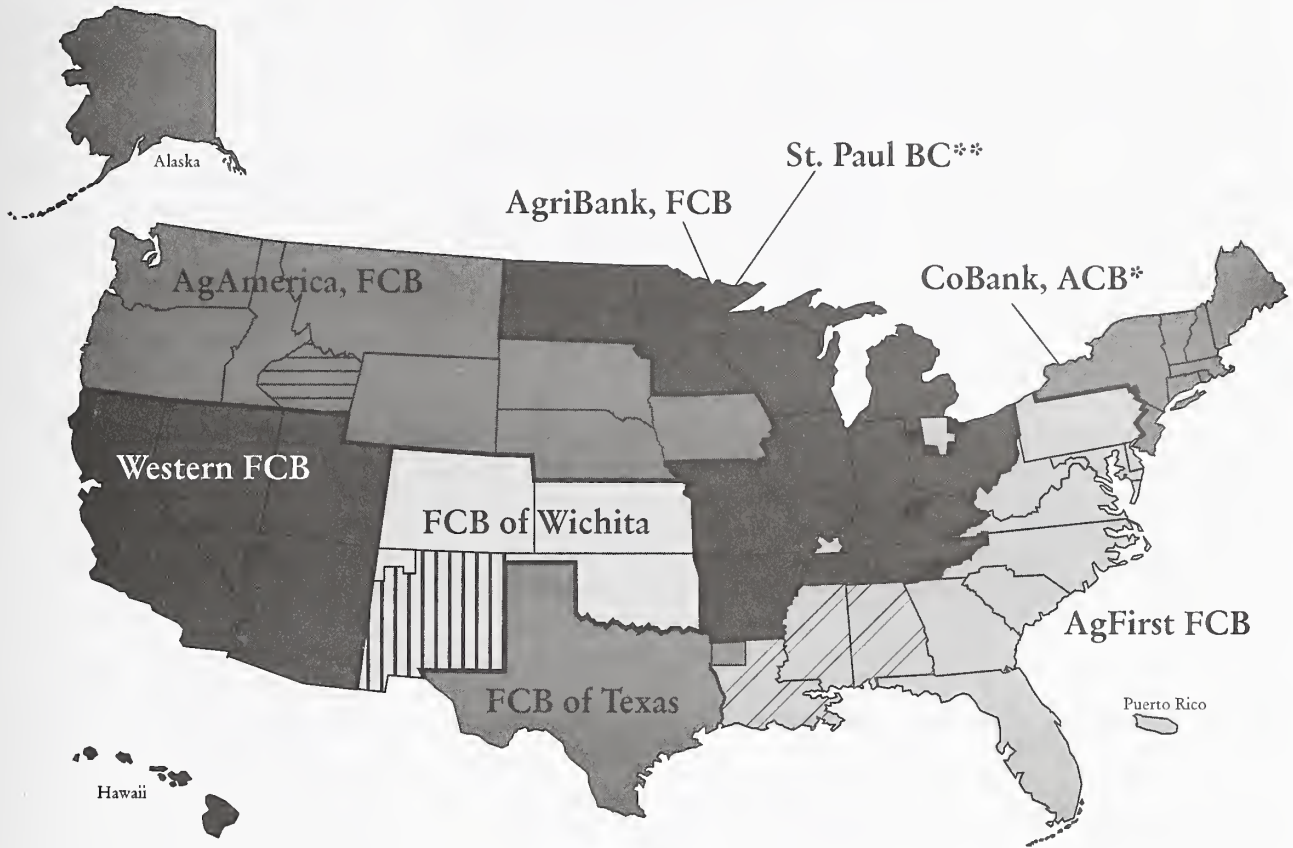 Alaska
St. Paul BC**
AgriBank, FCB
AgAmerica, FCB
CoBank, ACB*
Western FCB
FCB of Wichita
AgFirst FCB
FCB of Texas
Puerto Rico
Hawaii